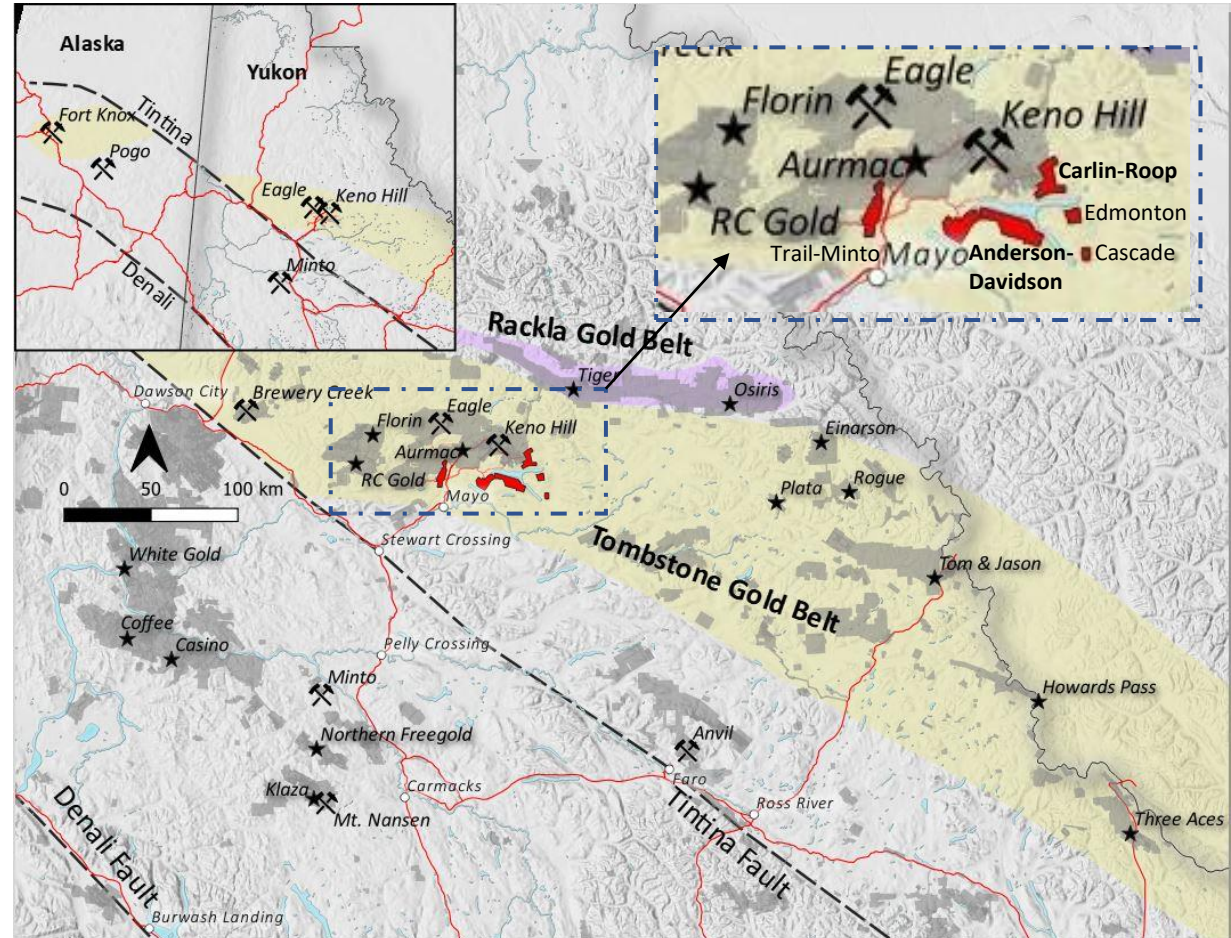 Alaska
Yukon
Tintina
Fort Knox
Pogo
Eagle
Keno Hill
Denali
Minto
Eagle
Florin
Keno Hill
Aurmac
Carlin-Roop
RC Gold
Edmonton
Trail-Minto
Mayo
Anderson-
Davidson
Cascade
Rackla Gold Belt
Tiger
Osiris
Dawson City
Brewery Creek
Florin
Eagle
Keno Hill
Aurmac
RC Gold
Mayo
Einarson
Plata
Rogue
0 50 100 km
Stewart Crossing
Tombstone Gold Belt
White Gold
Tom & Jason
Coffee
Casino
Pelly Crossing
Minto
Howards Pass
Northern Freegold
Anvil
Faro
Klaza
Carmacks
Mt. Nansen
Ross River
Three Aces
Denali Fault
Tintina Fault
Burwash Landing